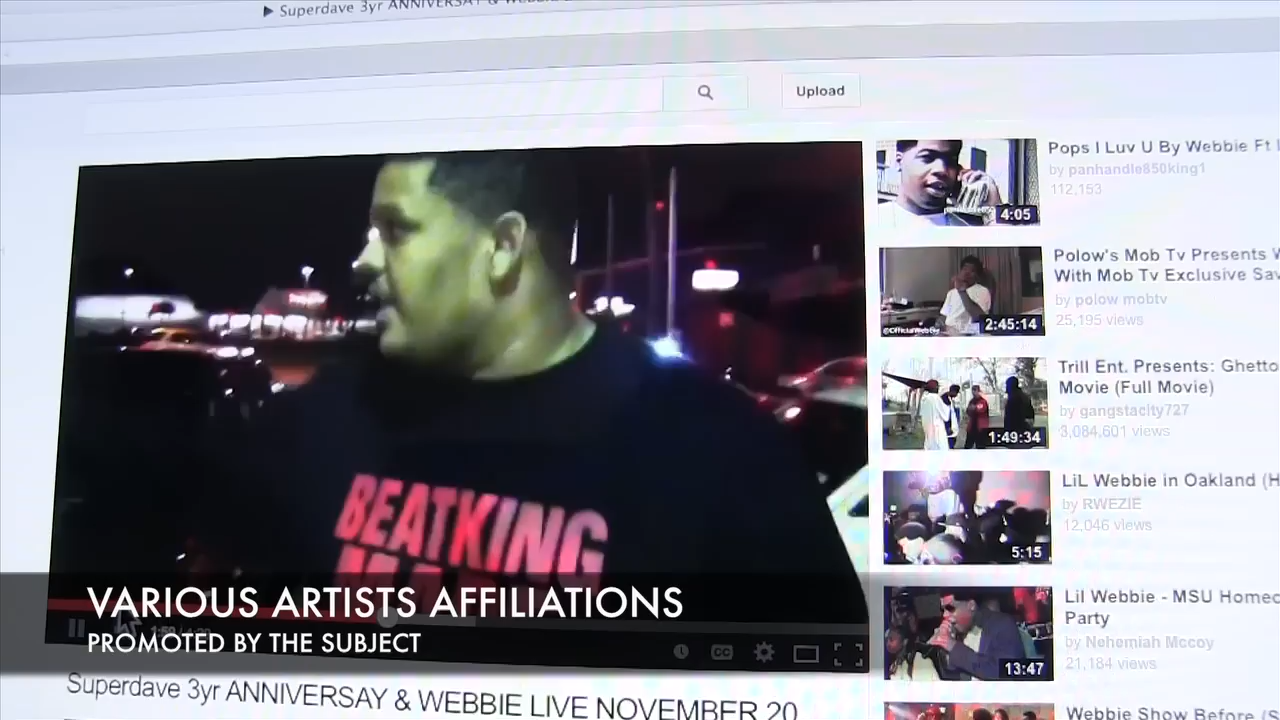 Superdave 3yr ANNIVERSAY & WEBBIE
Upload
BEATKING
VARIOUS ARTISTS AFFILIATIONS
PROMOTED BY THE SUBJECT
CC
Superdave 3yr ANNIVERSAY & WEBBIE LIVE NOVEMBER 20
Pops I Luv U By Webbie Ft
by panhandle850king1
112,153
4:05
Polow's Mob Tv Presents
With Mob Tv Exclusive
by polow mobtv
25,195 views
2:45:14
Trill Ent. Presents: Ghetto
Movie (Full Movie)
by gangstacity727
3,084,601 views
1:49:34
LiL Webbie in Oakland (H
by RWEZIE
12,046 views
5:15
Lil Webbie - MSU Homec
Party
by Nehemiah Mccoy
21,184 views
13:47
Webbie Show Before (S